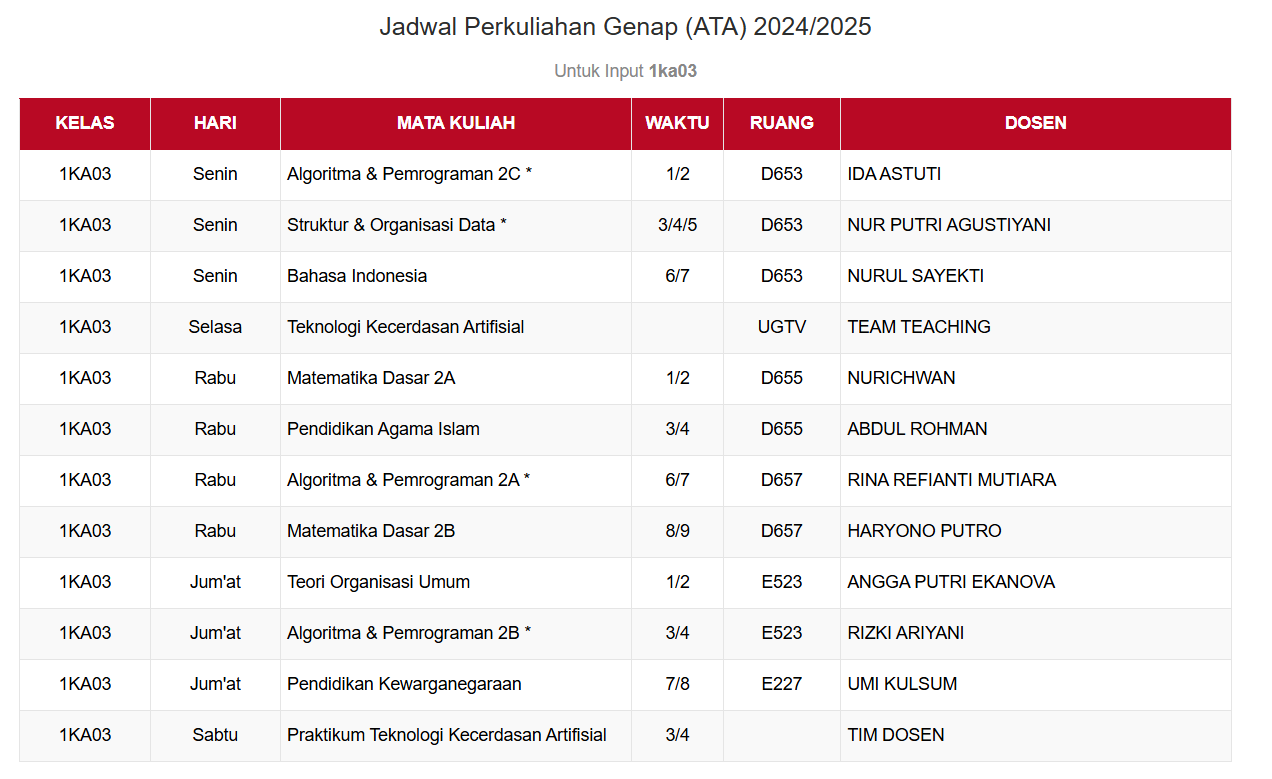 Jadwal Perkuliahan Genap (ATA) 2024/2025
Untuk Input 1ka03
KELAS HARI MATA KULIAH WAKTU RUANG DOSEN
1KA03 Senin Algoritma & Pemrograman 2C * 1/2 D653 IDA ASTUTI
1KA03 Senin Struktur & Organisasi Data * 3/4/5 D653 NUR PUTRI AGUSTIYANI
1KA03 Senin Bahasa Indonesia 6/7 D653 NURUL SAYEKTI
1KA03 Selasa Teknologi Kecerdasan Artifisial UGTV TEAM TEACHING
1KA03 Rabu Matematika Dasar 2A 1/2 D655 NURICHWAN
1KA03 Rabu Pendidikan Agama Islam 3/4 D655 ABDUL ROHMAN
1KA03 Rabu Algoritma & Pemrograman 2A * 6/7 D657 RINA REFIANTI MUTIARA
1KA03 Rabu Matematika Dasar 2B 8/9 D657 HARYONO PUTRO
1KA03 Jum'at Teori Organisasi Umum 1/2 E523 ANGGA PUTRI EKANOVA
1KA03 Jum'at Algoritma & Pemrograman 2B * 3/4 E523 RIZKI ARIYANI
1KA03 Jum'at Pendidikan Kewarganegaraan 7/8 E227 UMI KULSUM
1KA03 Sabtu Praktikum Teknologi Kecerdasan Artifisial 3/4 TIM DOSEN